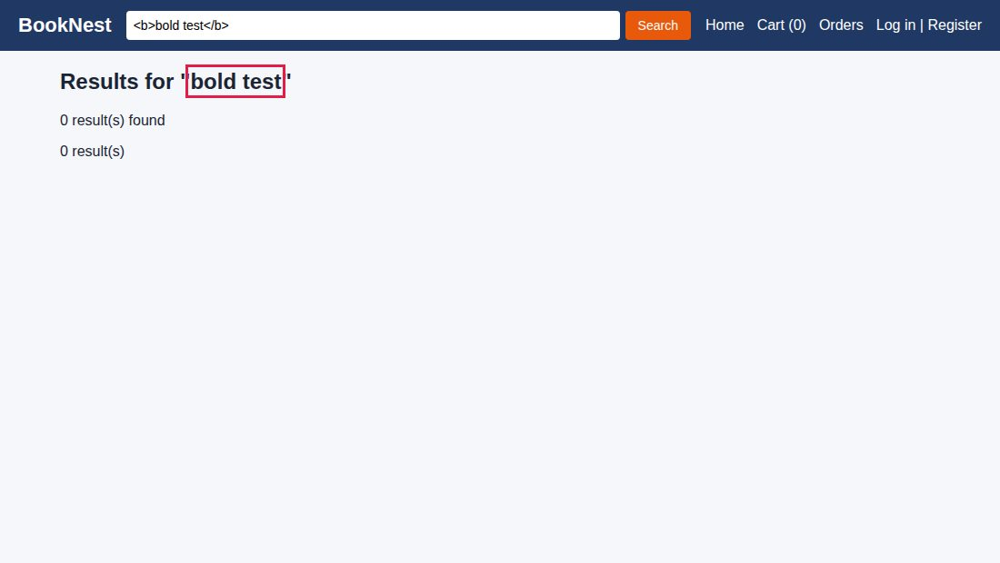 BookNest <b>bold test</b> Search Home Cart (0) Orders Log in | Register
Results for "bold test"
0 result(s) found
0 result(s)